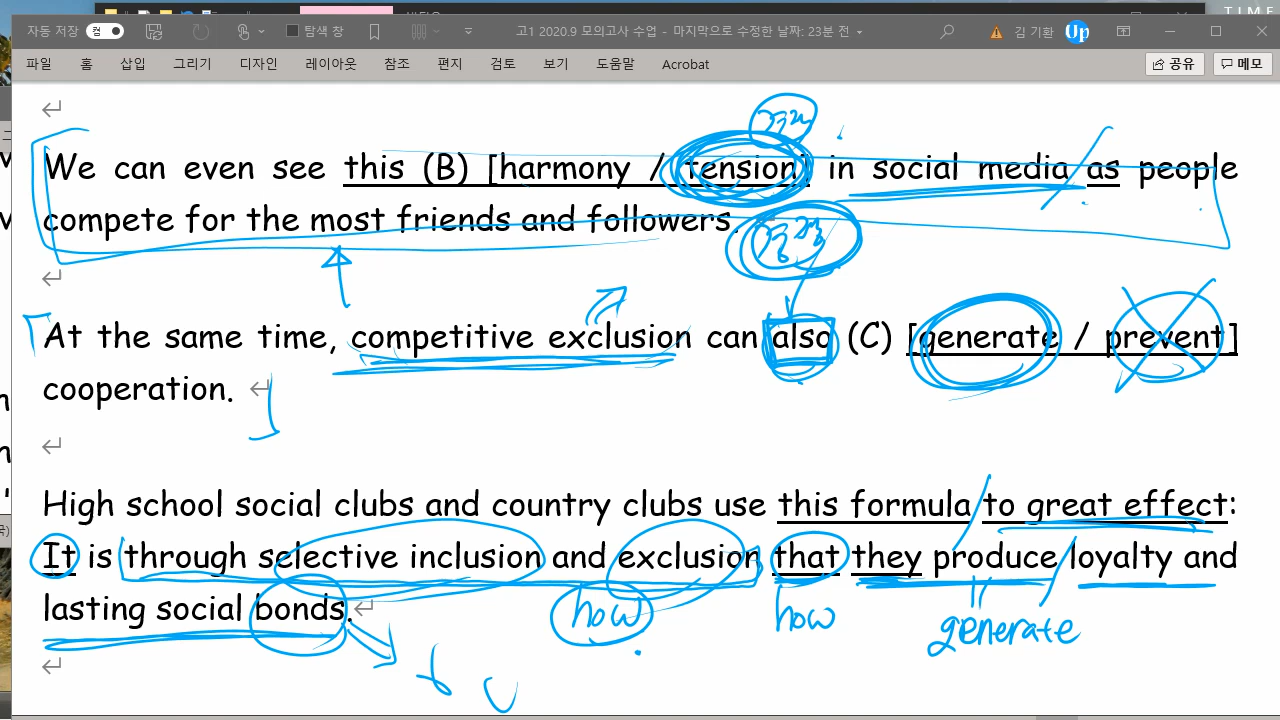 TIME
자동 저장 켬 탐색 창 고1 2020.9 모의고사 수업 - 마지막으로 수정한 날짜: 23분 전 김 기환 Up
파일 홈 삽입 그리기 디자인 레이아웃 참조 편지 검토 보기 도움말 Acrobat 공유 메모
We can even see this (B) [harmony / tension] in social media as people
compete for the most friends and followers.
At the same time, competitive exclusion can also (C) [generate / prevent]
cooperation.
High school social clubs and country clubs use this formula to great effect:
It is through selective inclusion and exclusion that they produce loyalty and
lasting social bonds.
how how generate